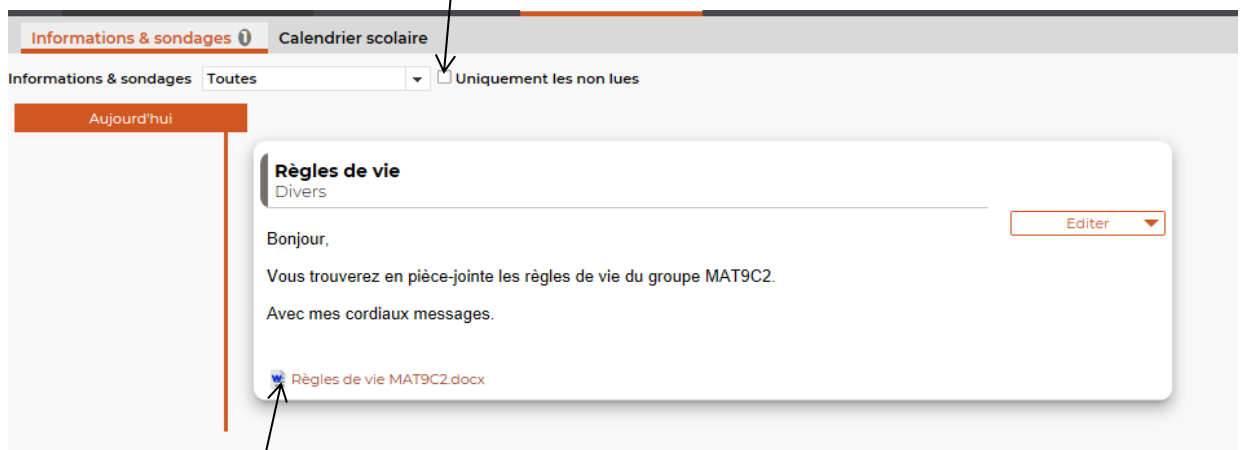 Informations & sondages 1 Calendrier scolaire
Informations & sondages Toutes Uniquement les non lues
Aujourd'hui
Règles de vie
Divers
Editer
Bonjour,
Vous trouverez en pièce-jointe les règles de vie du groupe MAT9C2.
Avec mes cordiaux messages.
Règles de vie MAT9C2.docx